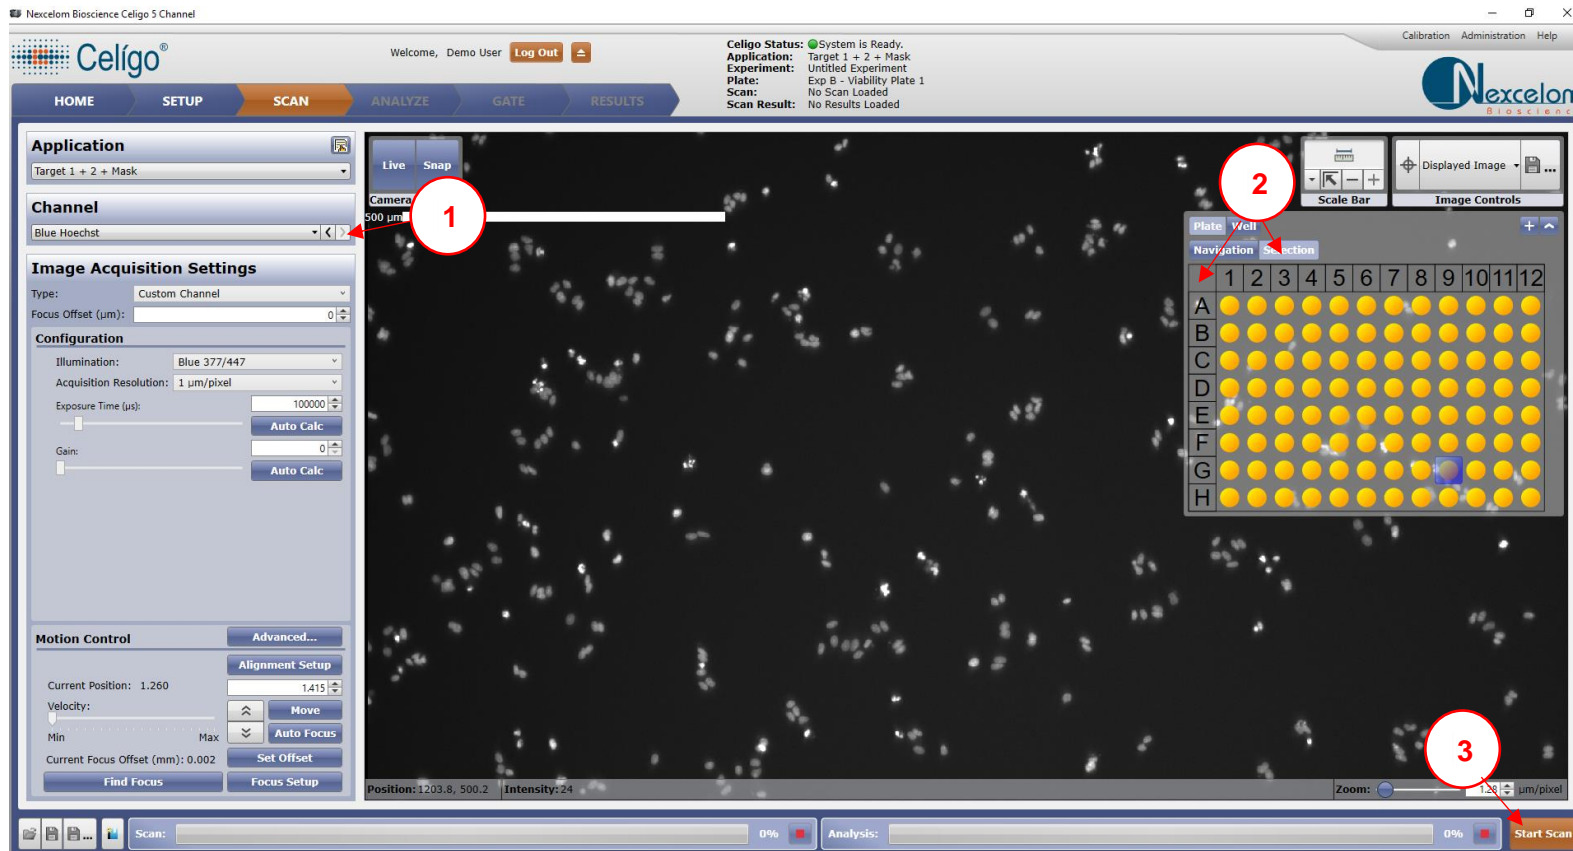 Nexcelom Bioscience Celigo 5 Channel
Calibration Administration Help
Celígo®
Welcome, Demo User Log Out
Celigo Status: System is Ready.
Application: Target 1 + 2 + Mask
Experiment: Untitled Experiment
Plate: Exp B - Viability Plate 1
Scan: No Scan Loaded
Scan Result: No Results Loaded
Nexcelom
Bioscienc
HOME SETUP SCAN ANALYZE GATE RESULTS
Application
Target 1 + 2 + Mask
Channel
Blue Hoechst
Image Acquisition Settings
Type: Custom Channel
Focus Offset (µm): 0
Configuration
Illumination: Blue 377/447
Acquisition Resolution: 1 µm/pixel
Exposure Time (µs): 100000
Auto Calc
Gain: 0
Auto Calc
Motion Control Advanced...
Alignment Setup
Current Position: 1.260 1.415
Velocity: Move
Min Max Auto Focus
Current Focus Offset (mm): 0.002 Set Offset
Find Focus Focus Setup
Live Snap
Camera
500 µm
1
2
Scale Bar
Displayed Image ...
Image Controls
Plate Well
Navigation Selection
1 2 3 4 5 6 7 8 9 10 11 12
A
B
C
D
E
F
G
H
3
Position: 1203.8, 500.2 Intensity: 24
Zoom: 1.28 µm/pixel
... Scan: 0% Analysis: 0% Start Scan